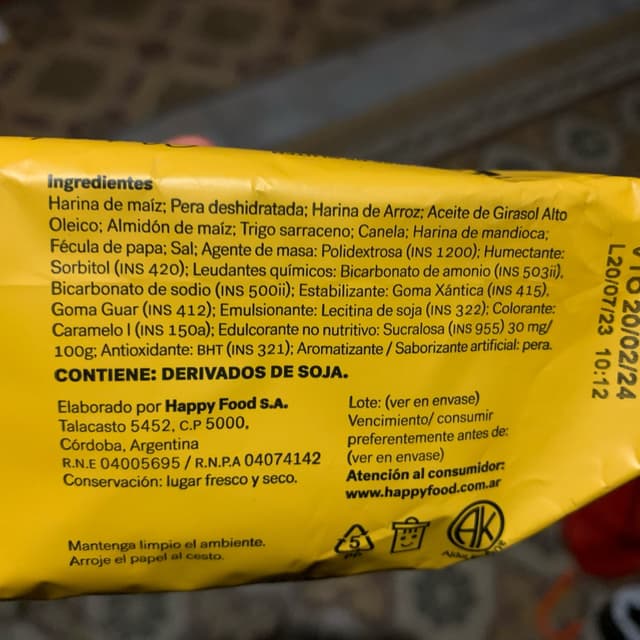 Ingredientes
Harina de maíz; Pera deshidratada; Harina de Arroz; Aceite de Girasol Alto
Oleico; Almidón de maíz; Trigo sarraceno; Canela; Harina de mandioca;
Fécula de papa; Sal; Agente de masa: Polidextrosa (INS 1200); Humectante:
Sorbitol (INS 420); Leudantes químicos: Bicarbonato de amonio (INS 503ii),
Bicarbonato de sodio (INS 500ii); Estabilizante: Goma Xántica (INS 415),
Goma Guar (INS 412); Emulsionante: Lecitina de soja (INS 322); Colorante:
Caramelo I (INS 150a); Edulcorante no nutritivo: Sucralosa (INS 955) 30 mg/
100g; Antioxidante: BHT (INS 321); Aromatizante / Saborizante artificial: pera.
CONTIENE: DERIVADOS DE SOJA.
Elaborado por Happy Food S.A.
Talacasto 5452, C.P 5000,
Córdoba, Argentina
R.N.E 04005695 / R.N.P.A 04074142
Conservación: lugar fresco y seco.
Mantenga limpio el ambiente.
Arroje el papel al cesto.
Lote: (ver en envase)
Vencimiento/ consumir
preferentemente antes de:
(ver en envase)
Atención al consumidor:
www.happyfood.com.ar
5
AK
20/02/24
L20/07/23 10:12